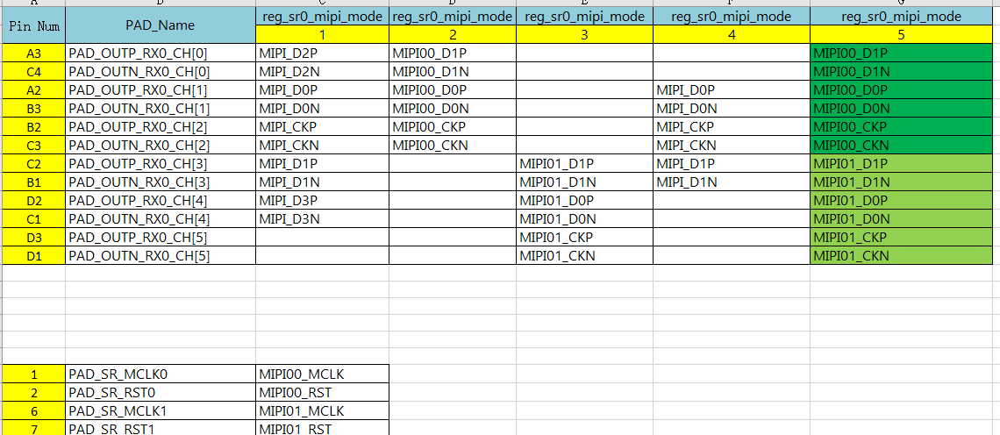 A B C D E F G
Pin Num PAD_Name reg_sr0_mipi_mode reg_sr0_mipi_mode reg_sr0_mipi_mode reg_sr0_mipi_mode reg_sr0_mipi_mode
1 2 3 4 5
A3 PAD_OUTP_RX0_CH[0] MIPI_D2P MIPI00_D1P MIPI00_D1P
C4 PAD_OUTN_RX0_CH[0] MIPI_D2N MIPI00_D1N MIPI00_D1N
A2 PAD_OUTP_RX0_CH[1] MIPI_D0P MIPI00_D0P MIPI_D0P MIPI00_D0P
B3 PAD_OUTN_RX0_CH[1] MIPI_D0N MIPI00_D0N MIPI_D0N MIPI00_D0N
B2 PAD_OUTP_RX0_CH[2] MIPI_CKP MIPI00_CKP MIPI_CKP MIPI00_CKP
C3 PAD_OUTN_RX0_CH[2] MIPI_CKN MIPI00_CKN MIPI_CKN MIPI00_CKN
C2 PAD_OUTP_RX0_CH[3] MIPI_D1P MIPI01_D1P MIPI_D1P MIPI01_D1P
B1 PAD_OUTN_RX0_CH[3] MIPI_D1N MIPI01_D1N MIPI_D1N MIPI01_D1N
D2 PAD_OUTP_RX0_CH[4] MIPI_D3P MIPI01_D0P MIPI01_D0P
C1 PAD_OUTN_RX0_CH[4] MIPI_D3N MIPI01_D0N MIPI01_D0N
D3 PAD_OUTP_RX0_CH[5] MIPI01_CKP MIPI01_CKP
D1 PAD_OUTN_RX0_CH[5] MIPI01_CKN MIPI01_CKN
1 PAD_SR_MCLK0 MIPI00_MCLK
2 PAD_SR_RST0 MIPI00_RST
6 PAD_SR_MCLK1 MIPI01_MCLK
7 PAD_SR_RST1 MIPI01_RST